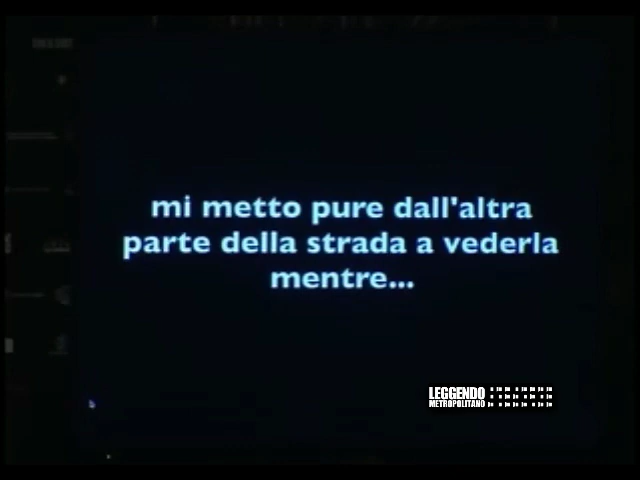 mi metto pure dall'altra
parte della strada a vederla
mentre...
LEGGENDO
METROPOLITANO